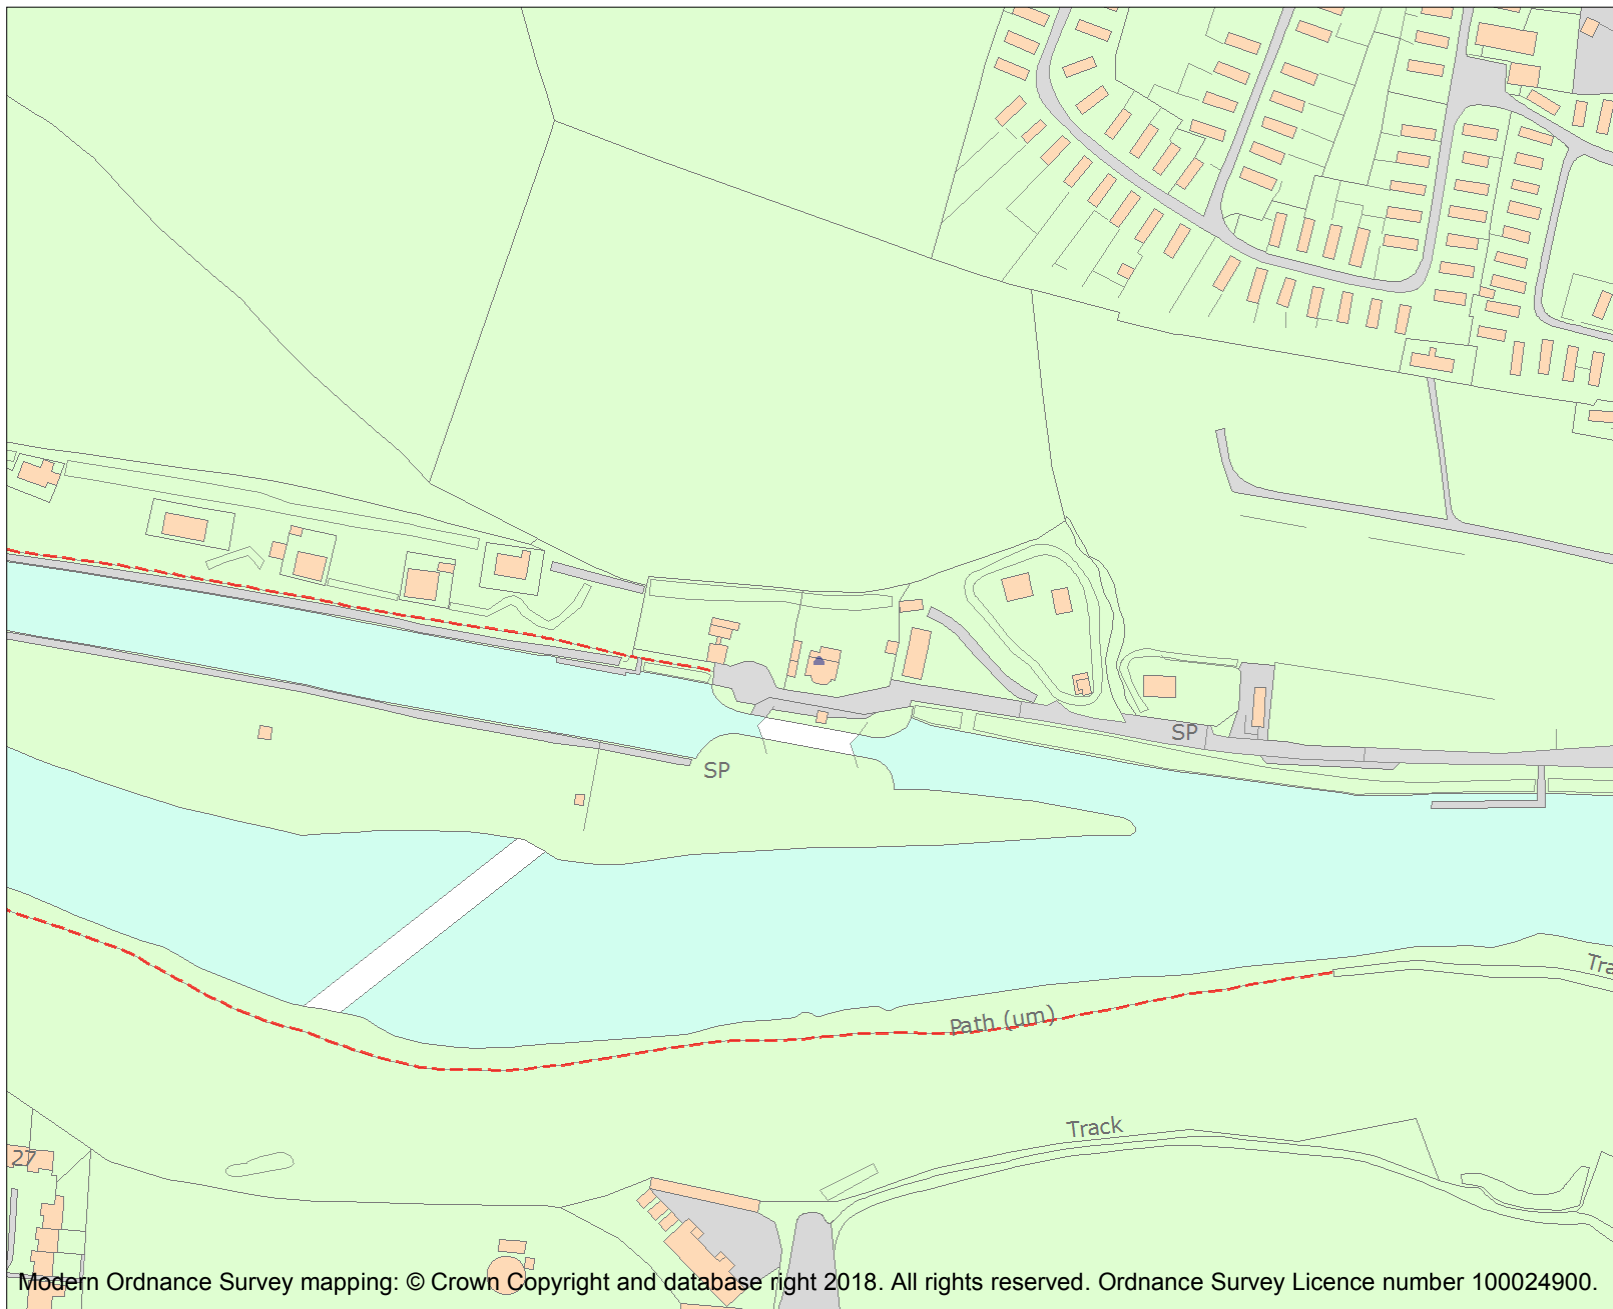 SP
SP
Path (um)
Track
27
Modern Ordnance Survey mapping: © Crown Copyright and database right 2018. All rights reserved. Ordnance Survey Licence number 100024900.